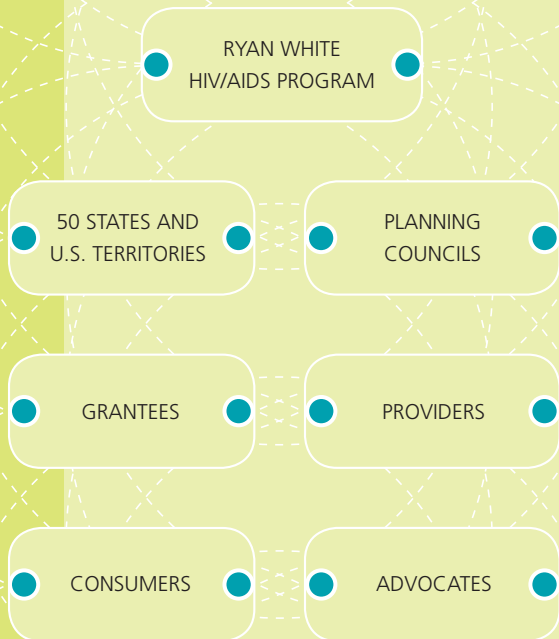 RYAN WHITE
HIV/AIDS PROGRAM
50 STATES AND
U.S. TERRITORIES
PLANNING
COUNCILS
GRANTEES
PROVIDERS
CONSUMERS
ADVOCATES